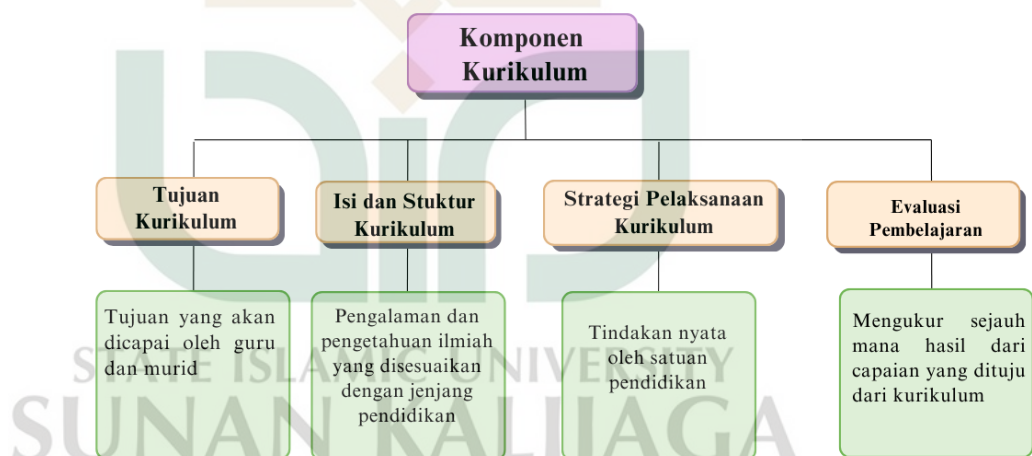 Komponen
Kurikulum
Tujuan
Kurikulum
Isi dan Stuktur
Kurikulum
Strategi Pelaksanaan
Kurikulum
Evaluasi
Pembelajaran
Tujuan yang akan
dicapai oleh guru
dan murid
Pengalaman dan
pengetahuan ilmiah
yang disesuaikan
dengan jenjang
pendidikan
Tindakan nyata
oleh satuan
pendidikan
Mengukur sejauh
mana hasil dari
capaian yang dituju
dari kurikulum
STATE ISLAMIC UNIVERSITY
SUNAN KALIJAGA